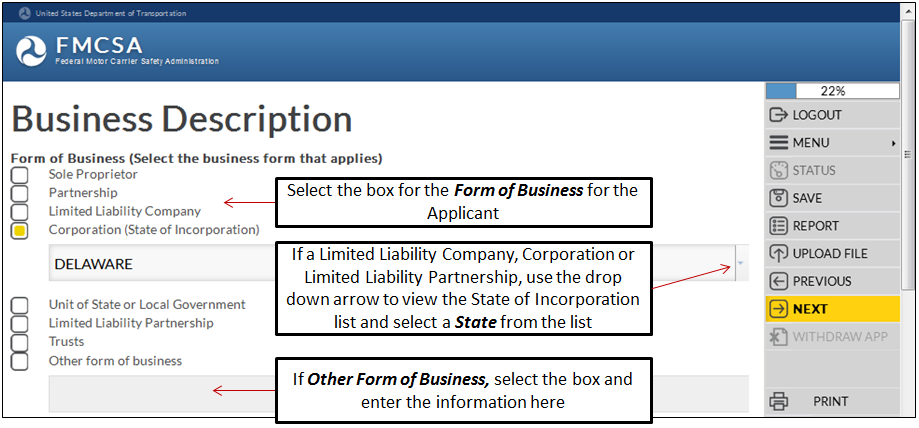 United States Department of Transportation
FMCSA
Federal Motor Carrier Safety Administration
Business Description
Form of Business (Select the business form that applies)
Sole Proprietor
Partnership
Limited Liability Company
Corporation (State of Incorporation)
DELAWARE
Unit of State or Local Government
Limited Liability Partnership
Trusts
Other form of business
Select the box for the Form of Business for the
Applicant
If a Limited Liability Company, Corporation or
Limited Liability Partnership, use the drop
down arrow to view the State of Incorporation
list and select a State from the list
If Other Form of Business, select the box and
enter the information here
22%
LOGOUT
MENU
STATUS
SAVE
REPORT
UPLOAD FILE
PREVIOUS
NEXT
WITHDRAW APP
PRINT